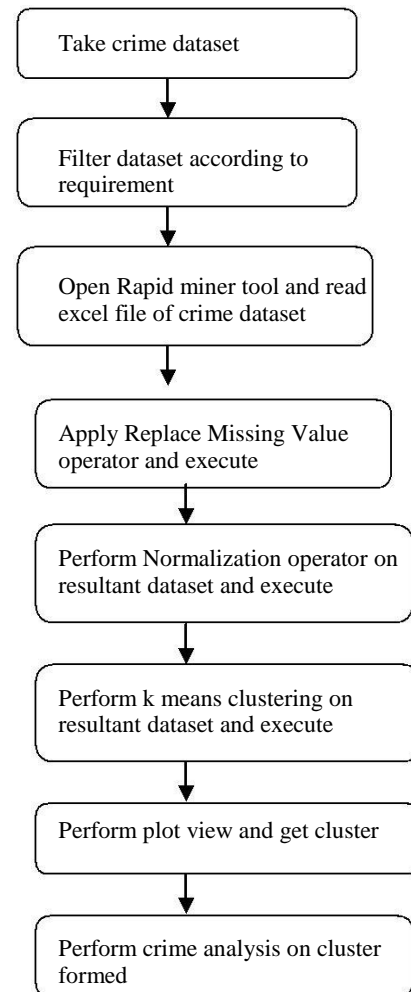 Take crime dataset
Filter dataset according to
requirement
Open Rapid miner tool and read
excel file of crime dataset
Apply Replace Missing Value
operator and execute
Perform Normalization operator on
resultant dataset and execute
Perform k means clustering on
resultant dataset and execute
Perform plot view and get cluster
Perform crime analysis on cluster
formed